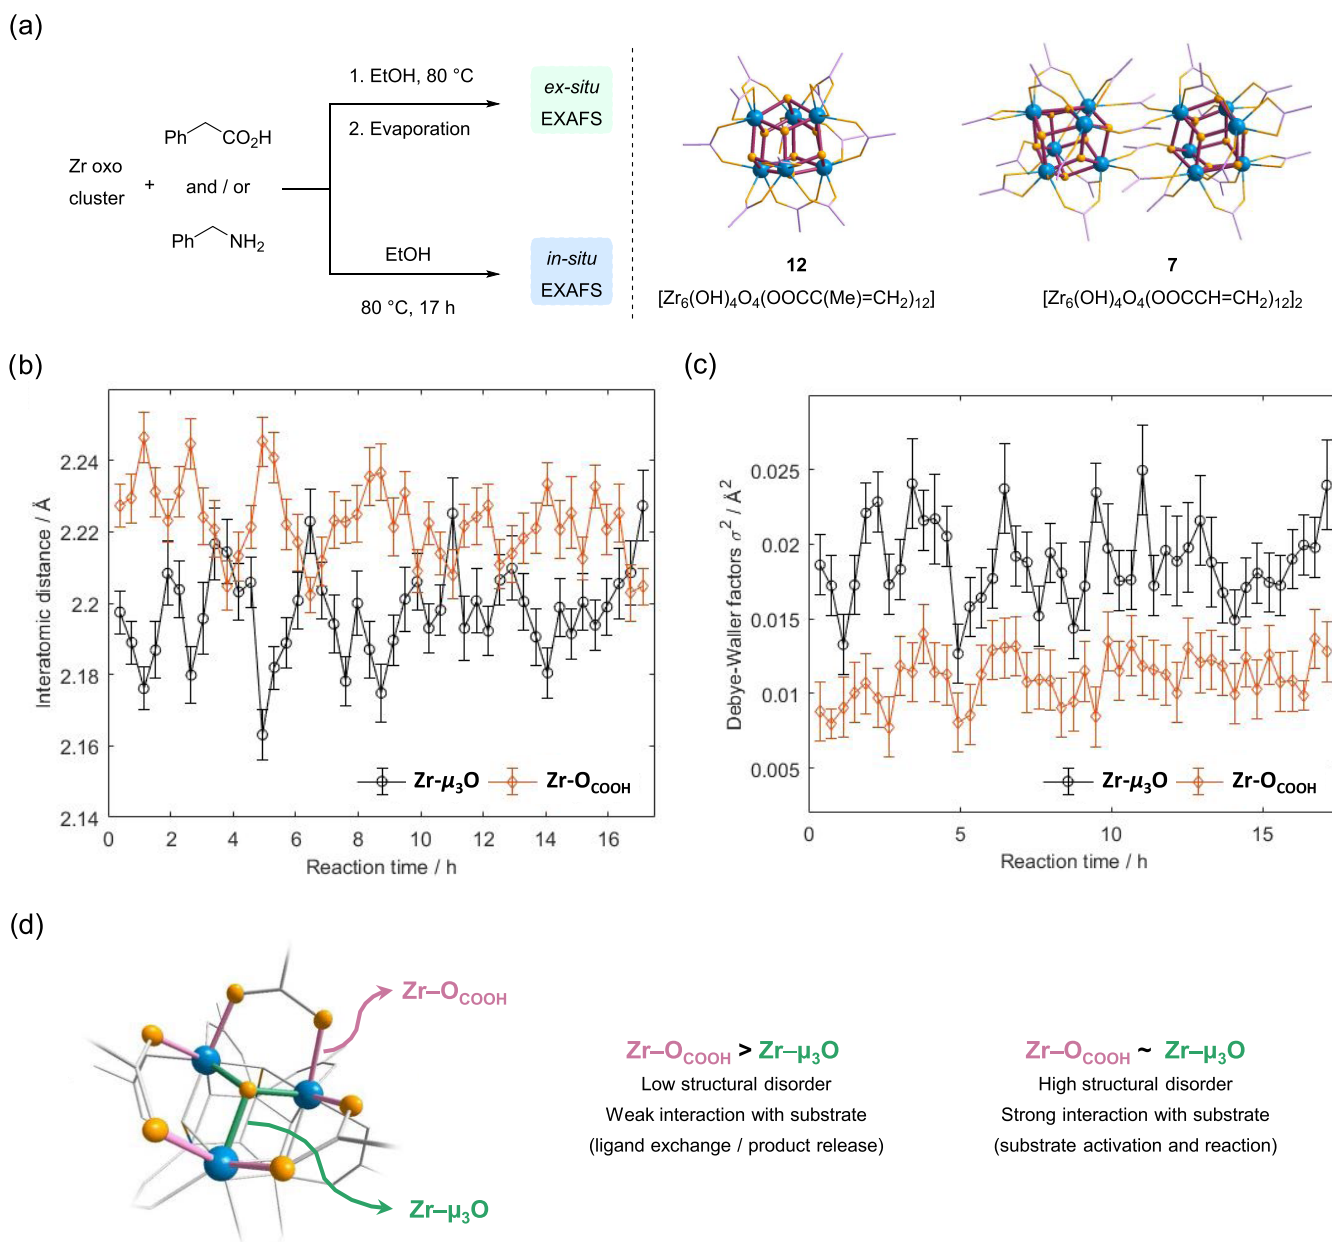 (a)
1. EtOH, 80 °C
2. Evaporation
ex-situ
EXAFS
Ph
CO₂H
Zr oxo
cluster
+
and / or
Ph
NH₂
EtOH
80 °C, 17 h
in-situ
EXAFS
12
[Zr₆(OH)₄O₄(OOCC(Me)=CH₂)₁₂]
7
[Zr₆(OH)₄O₄(OOCCH=CH₂)₁₂]₂
(b)
Interatomic distance / Å
2.24
2.22
2.2
2.18
2.16
2.14
0 2 4 6 8 10 12 14 16
Reaction time / h
Zr-μ₃O
Zr-O_COOH
(c)
Debye-Waller factors σ² / Å²
0.025
0.02
0.015
0.01
0.005
0 5 10 15
Reaction time / h
Zr-μ₃O
Zr-O_COOH
(d)
Zr–O_COOH
Zr–μ₃O
Zr–O_COOH > Zr–μ₃O
Low structural disorder
Weak interaction with substrate
(ligand exchange / product release)
Zr–O_COOH ~ Zr–μ₃O
High structural disorder
Strong interaction with substrate
(substrate activation and reaction)